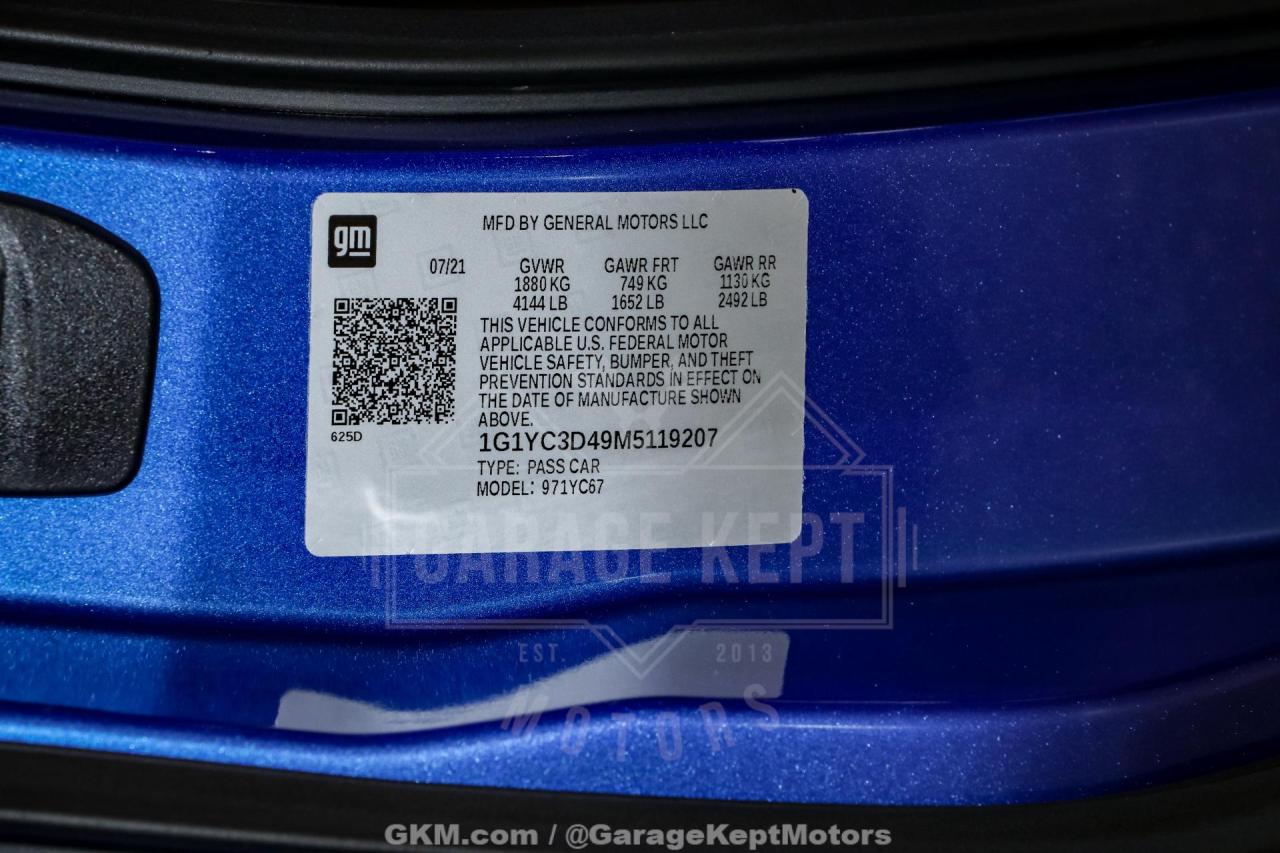 gm
MFD BY GENERAL MOTORS LLC
07/21 GVWR GAWR FRT GAWR RR
1880 KG 749 KG 1130 KG
4144 LB 1652 LB 2492 LB
THIS VEHICLE CONFORMS TO ALL
APPLICABLE U.S. FEDERAL MOTOR
VEHICLE SAFETY, BUMPER, AND THEFT
PREVENTION STANDARDS IN EFFECT ON
THE DATE OF MANUFACTURE SHOWN
ABOVE.
625D
1G1YC3D49M5119207
TYPE: PASS CAR
MODEL: 971YC67
GARAGE KEPT
EST. 2013
MOTORS
GKM.com / @GarageKeptMotors